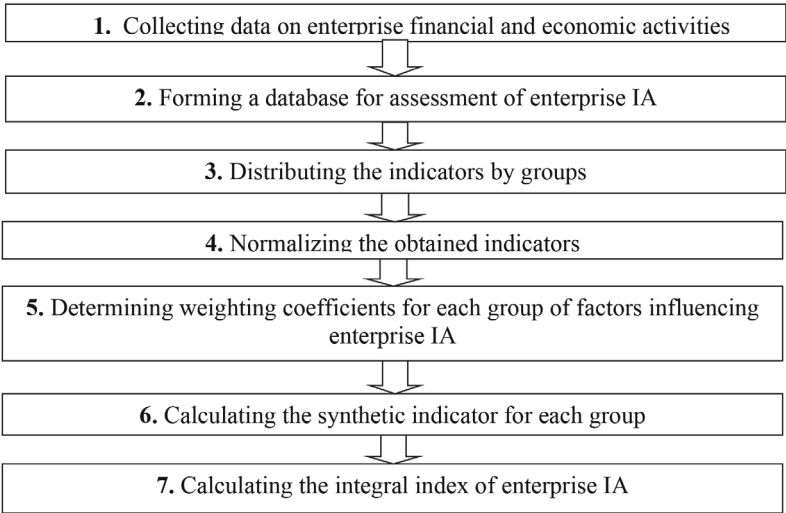 1. Collecting data on enterprise financial and economic activities
2. Forming a database for assessment of enterprise IA
3. Distributing the indicators by groups
4. Normalizing the obtained indicators
5. Determining weighting coefficients for each group of factors influencing
enterprise IA
6. Calculating the synthetic indicator for each group
7. Calculating the integral index of enterprise IA